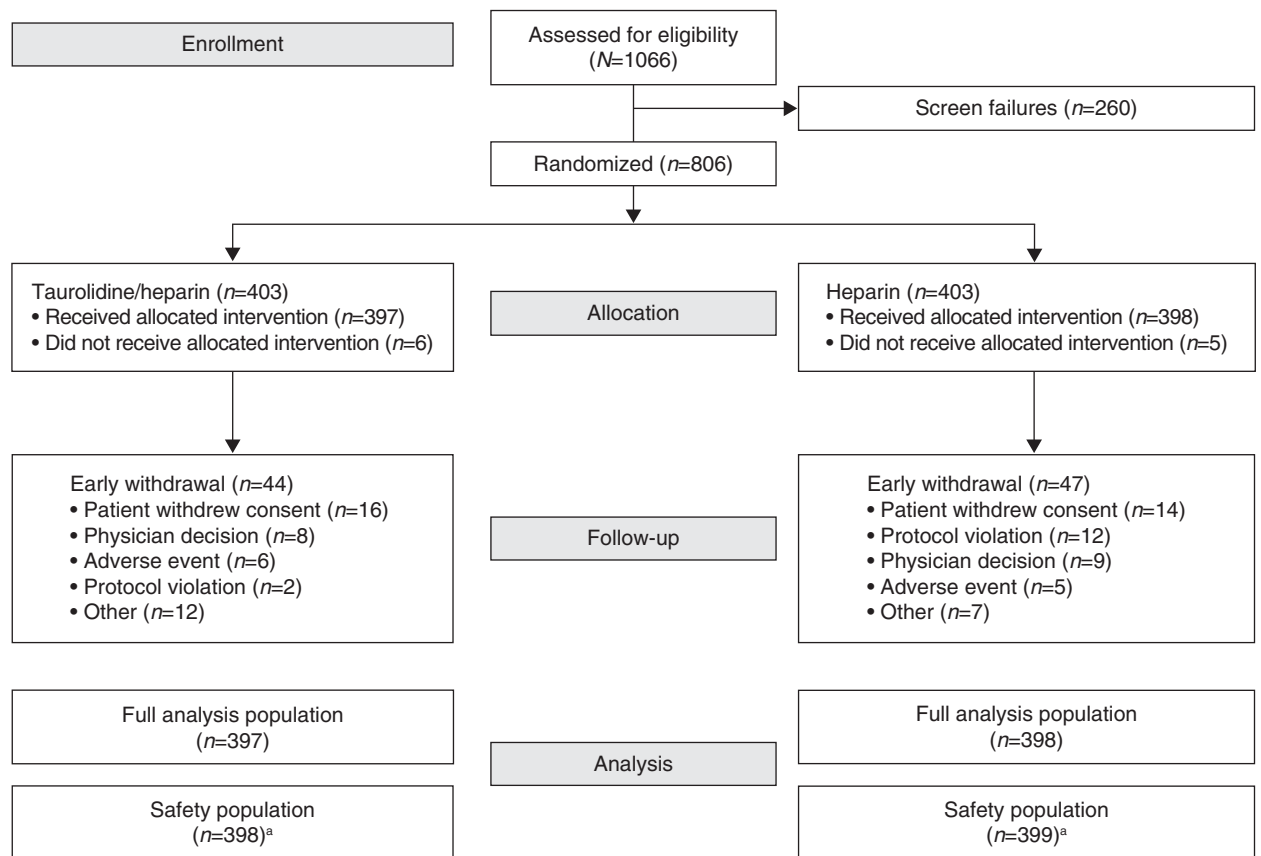 Enrollment
Assessed for eligibility
(N=1066)
Screen failures (n=260)
Randomized (n=806)
Taurolidine/heparin (n=403)
• Received allocated intervention (n=397)
• Did not receive allocated intervention (n=6)
Allocation
Heparin (n=403)
• Received allocated intervention (n=398)
• Did not receive allocated intervention (n=5)
Early withdrawal (n=44)
• Patient withdrew consent (n=16)
• Physician decision (n=8)
• Adverse event (n=6)
• Protocol violation (n=2)
• Other (n=12)
Follow-up
Early withdrawal (n=47)
• Patient withdrew consent (n=14)
• Protocol violation (n=12)
• Physician decision (n=9)
• Adverse event (n=5)
• Other (n=7)
Full analysis population
(n=397)
Analysis
Full analysis population
(n=398)
Safety population
(n=398)ᵃ
Safety population
(n=399)ᵃ